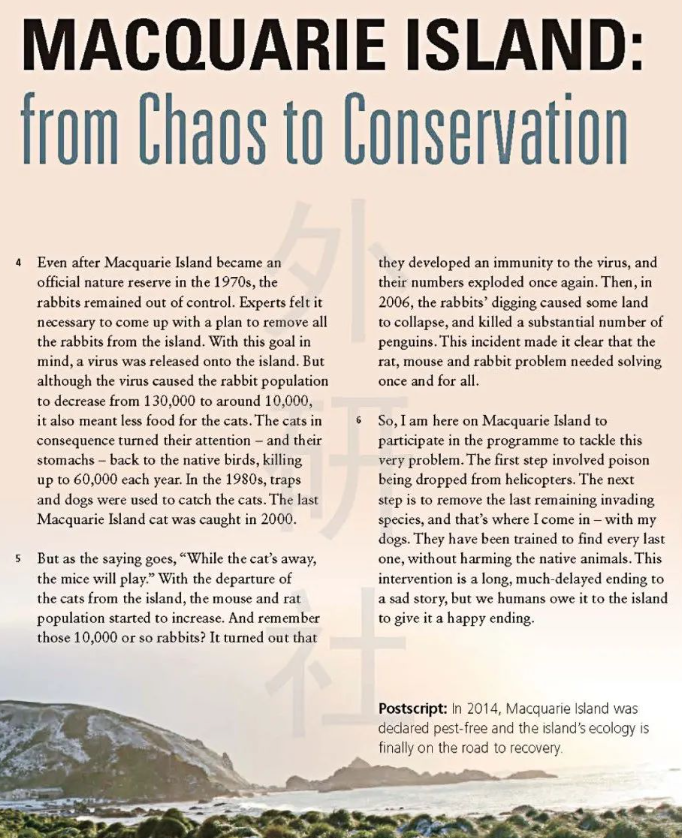 MACQUARIE ISLAND:
from Chaos to Conservation
4 Even after Macquarie Island became an
official nature reserve in the 1970s, the
rabbits remained out of control. Experts felt it
necessary to come up with a plan to remove all
the rabbits from the island. With this goal in
mind, a virus was released onto the island. But
although the virus caused the rabbit population
to decrease from 130,000 to around 10,000,
it also meant less food for the cats. The cats in
consequence turned their attention – and their
stomachs – back to the native birds, killing
up to 60,000 each year. In the 1980s, traps
and dogs were used to catch the cats. The last
Macquarie Island cat was caught in 2000.
5 But as the saying goes, “While the cat's away,
the mice will play.” With the departure of
the cats from the island, the mouse and rat
population started to increase. And remember
those 10,000 or so rabbits? It turned out that
they developed an immunity to the virus, and
their numbers exploded once again. Then, in
2006, the rabbits' digging caused some land
to collapse, and killed a substantial number of
penguins. This incident made it clear that the
rat, mouse and rabbit problem needed solving
once and for all.
6 So, I am here on Macquarie Island to
participate in the programme to tackle this
very problem. The first step involved poison
being dropped from helicopters. The next
step is to remove the last remaining invading
species, and that's where I come in – with my
dogs. They have been trained to find every last
one, without harming the native animals. This
intervention is a long, much-delayed ending to
a sad story, but we humans owe it to the island
to give it a happy ending.
Postscript: In 2014, Macquarie Island was
declared pest-free and the island's ecology is
finally on the road to recovery.
外研社